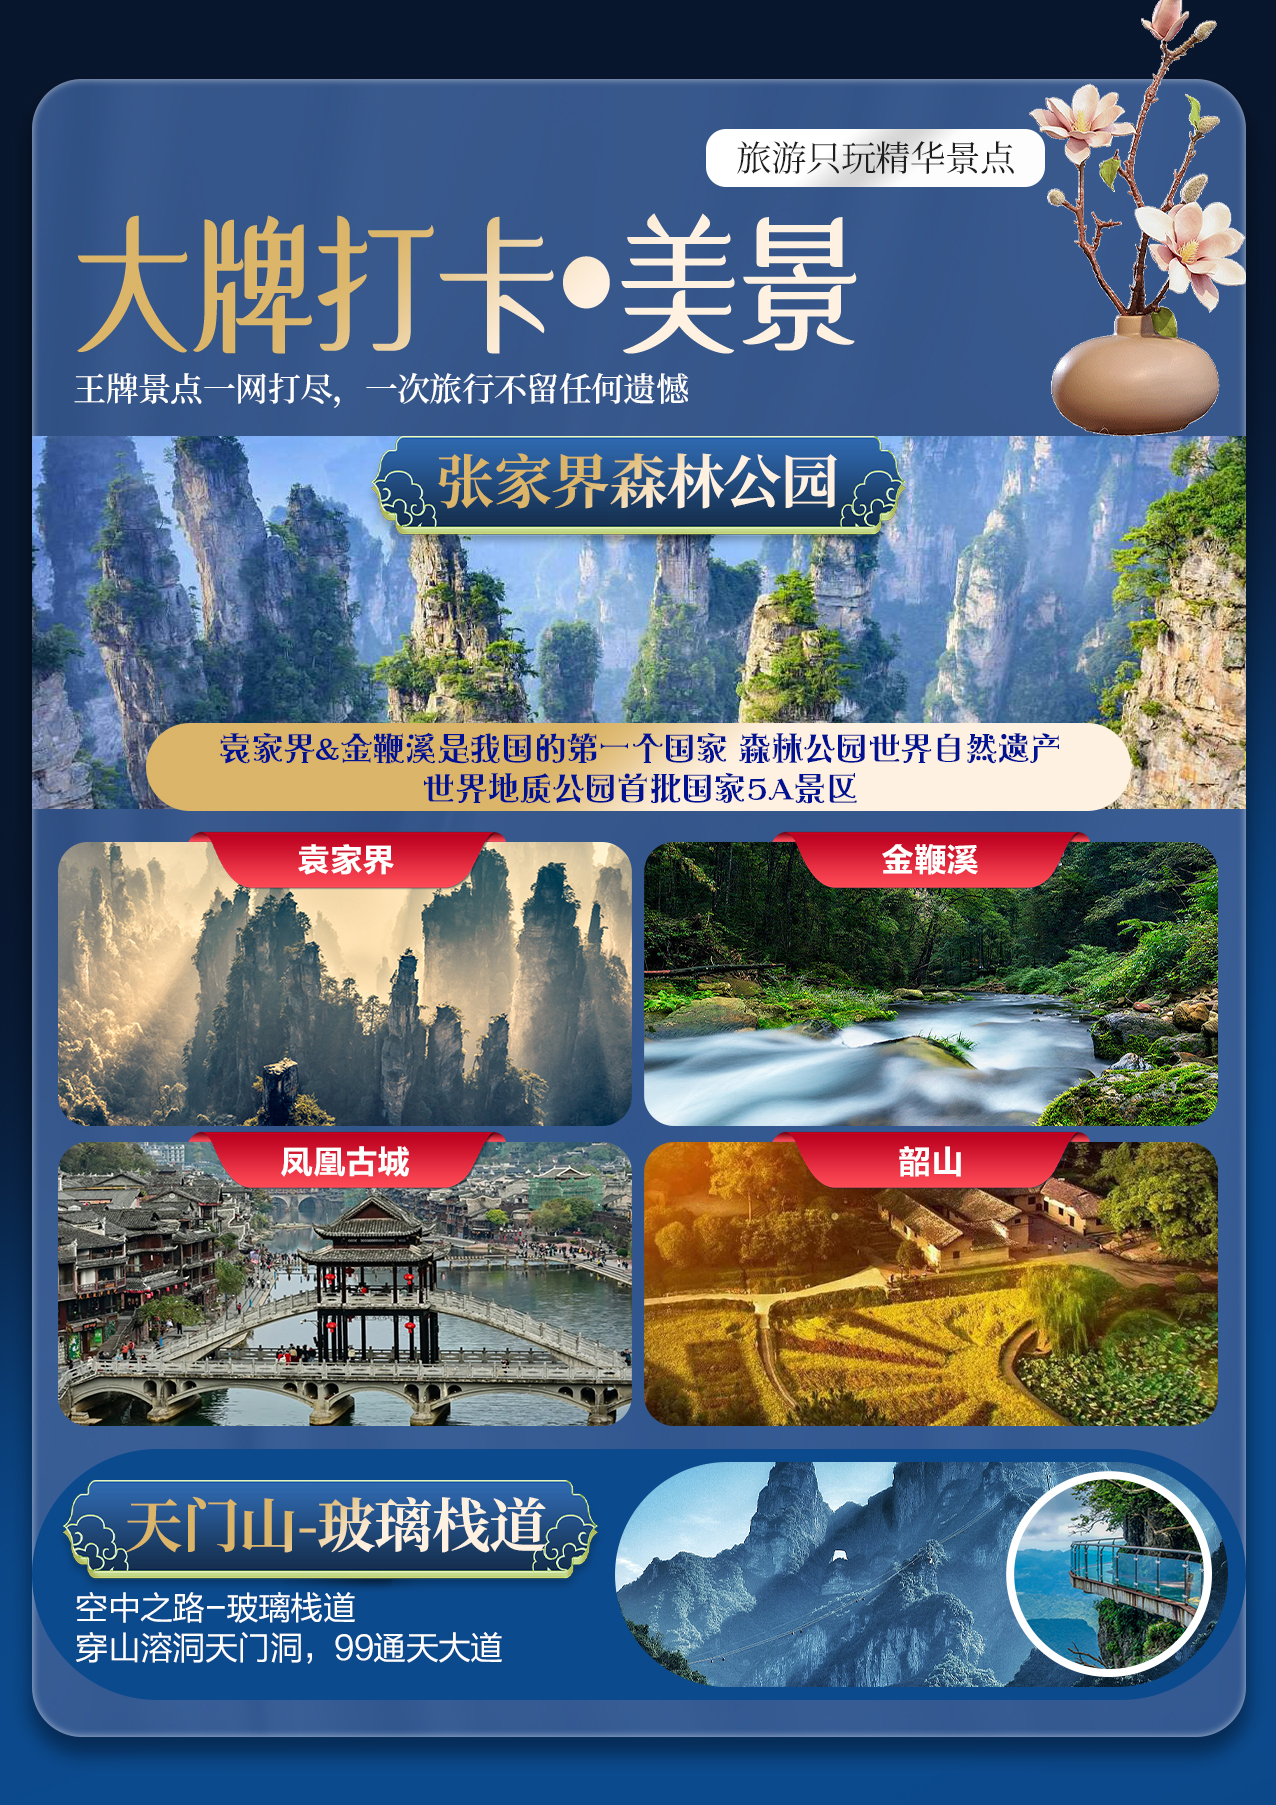 旅游只玩精华景点
大牌打卡•美景
王牌景点一网打尽，一次旅行不留任何遗憾
张家界森林公园
袁家界&金鞭溪是我国的第一个国家 森林公园世界自然遗产
世界地质公园首批国家5A景区
袁家界
金鞭溪
凤凰古城
韶山
天门山-玻璃栈道
空中之路-玻璃栈道
穿山溶洞天门洞，99通天大道